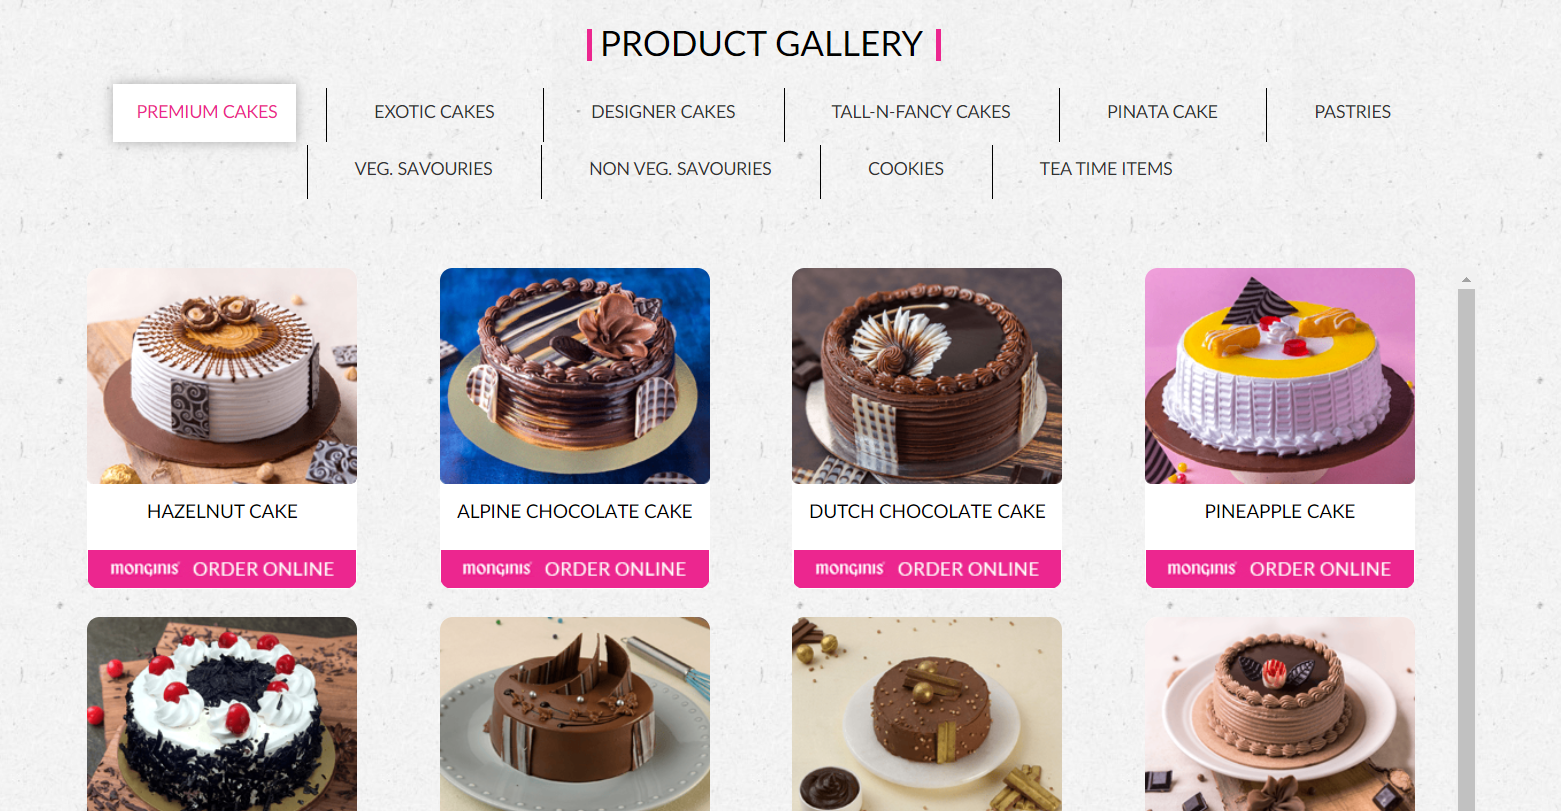 PRODUCT GALLERY
PREMIUM CAKES
EXOTIC CAKES
DESIGNER CAKES
TALL-N-FANCY CAKES
PINATA CAKE
PASTRIES
VEG. SAVOURIES
NON VEG. SAVOURIES
COOKIES
TEA TIME ITEMS
HAZELNUT CAKE
ALPINE CHOCOLATE CAKE
DUTCH CHOCOLATE CAKE
PINEAPPLE CAKE
monginis ORDER ONLINE
monginis ORDER ONLINE
monginis ORDER ONLINE
monginis ORDER ONLINE